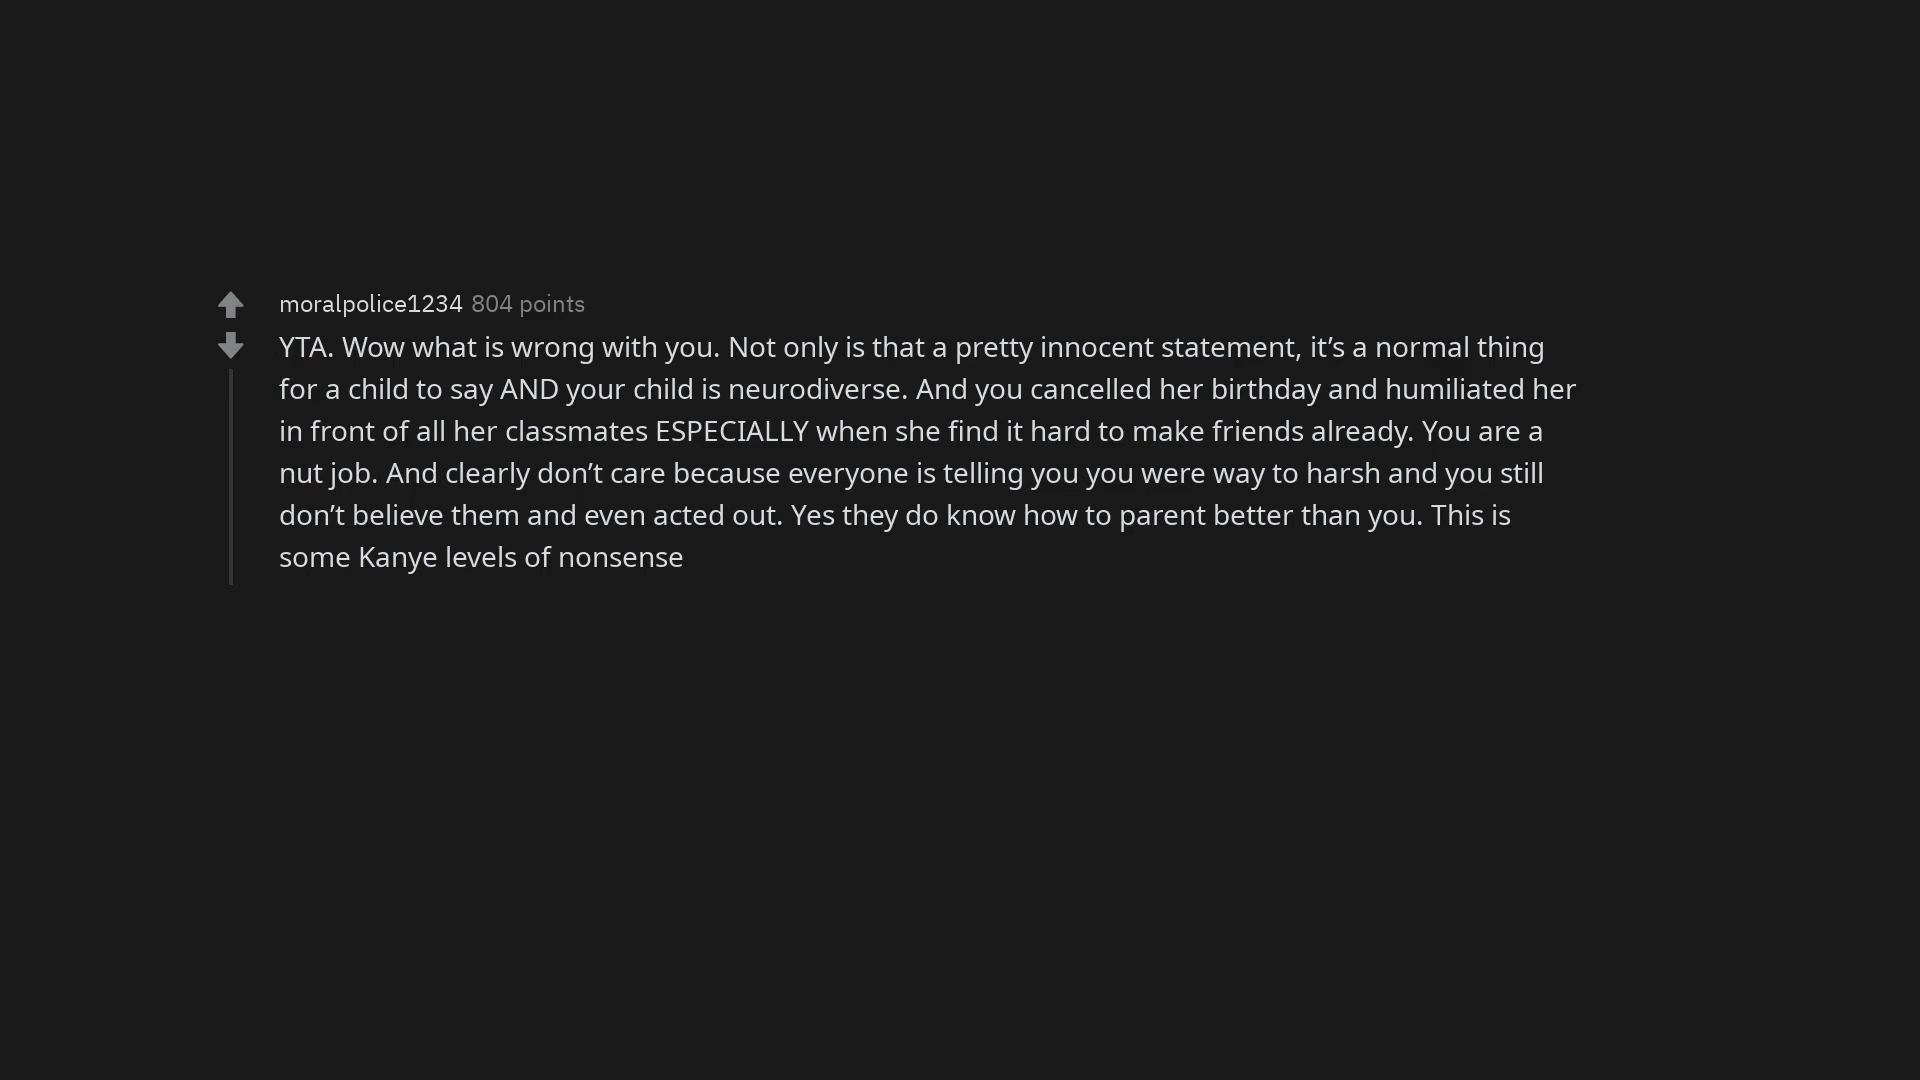 moralpolice1234 804 points
YTA. Wow what is wrong with you. Not only is that a pretty innocent statement, it’s a normal thing
for a child to say AND your child is neurodiverse. And you cancelled her birthday and humiliated her
in front of all her classmates ESPECIALLY when she find it hard to make friends already. You are a
nut job. And clearly don’t care because everyone is telling you you were way to harsh and you still
don’t believe them and even acted out. Yes they do know how to parent better than you. This is
some Kanye levels of nonsense